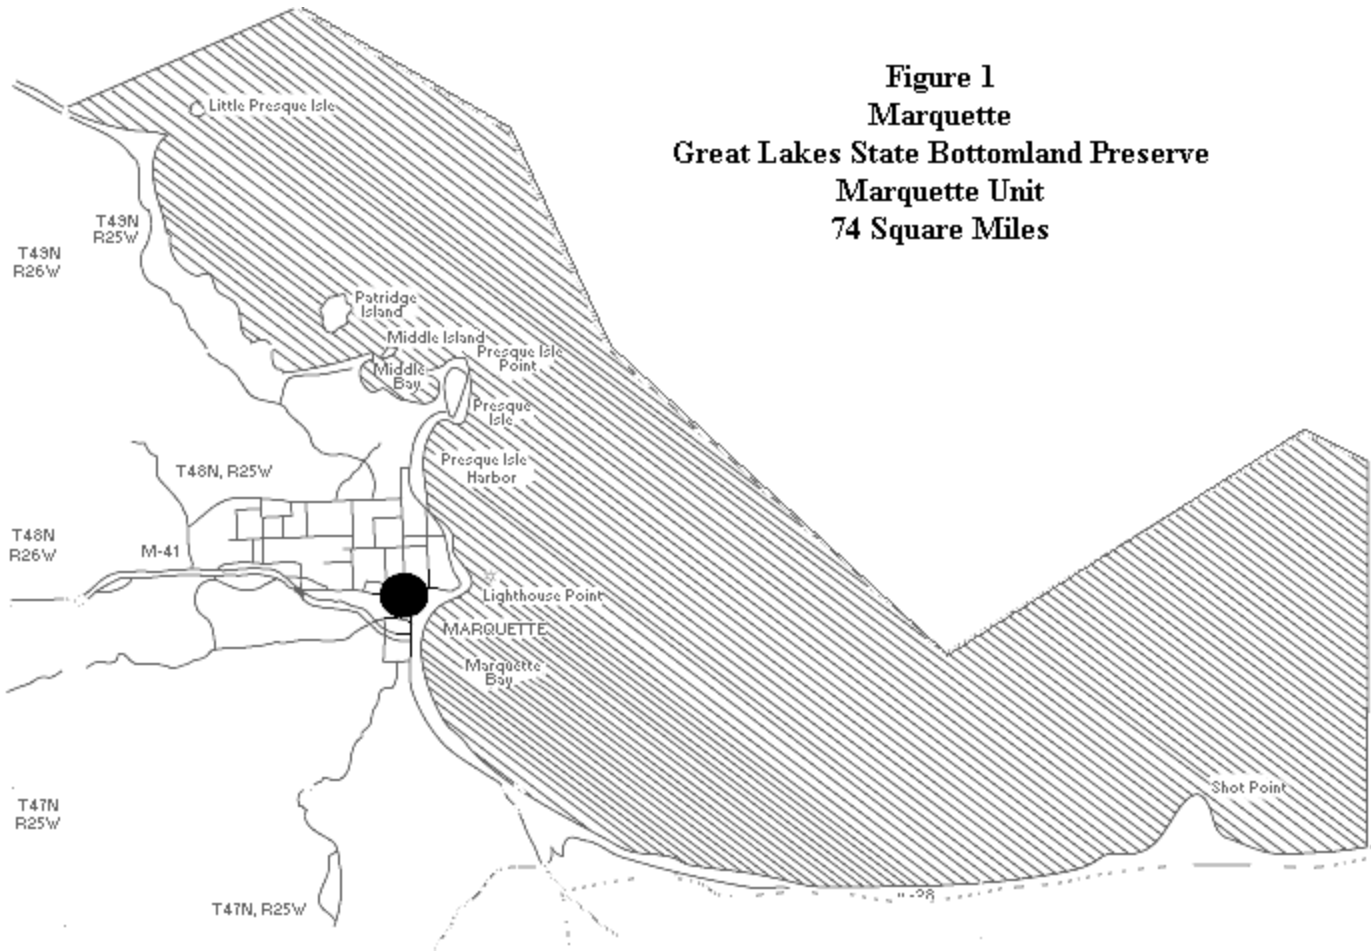 Figure 1
Marquette
Great Lakes State Bottomland Preserve
Marquette Unit
74 Square Miles
Little Presque Isle
T49N
R25W
T49N
R26W
Patridge
Island
Middle Island
Presque Isle
Point
Middle
Bay
Presque
Isle
Presque Isle
Harbor
T48N, R25W
T48N
R26W
M-41
Lighthouse Point
MARQUETTE
Marquette
Bay
Shot Point
T47N
R25W
T47N, R25W